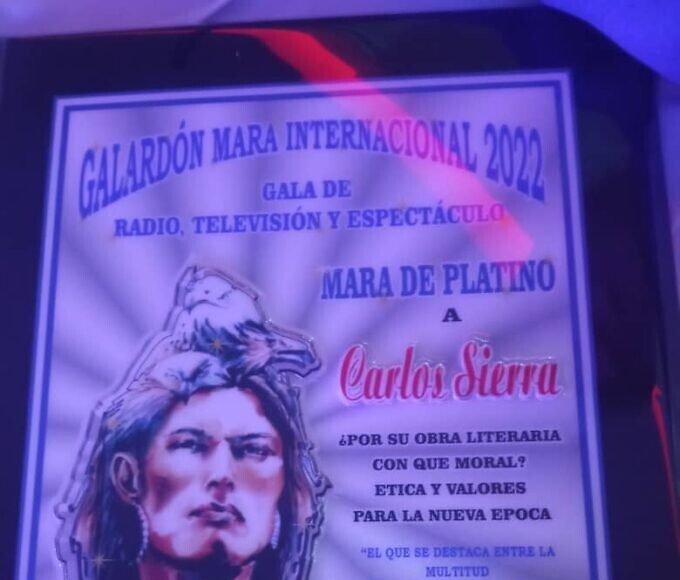 GALARDÓN MARA INTERNACIONAL 2022
GALA DE
RADIO, TELEVISIÓN Y ESPECTÁCULO
MARA DE PLATINO
A
Carlos Sierra
¿POR SU OBRA LITERARIA
CON QUE MORAL?
ETICA Y VALORES
PARA LA NUEVA EPOCA
"EL QUE SE DESTACA ENTRE LA
MULTITUD